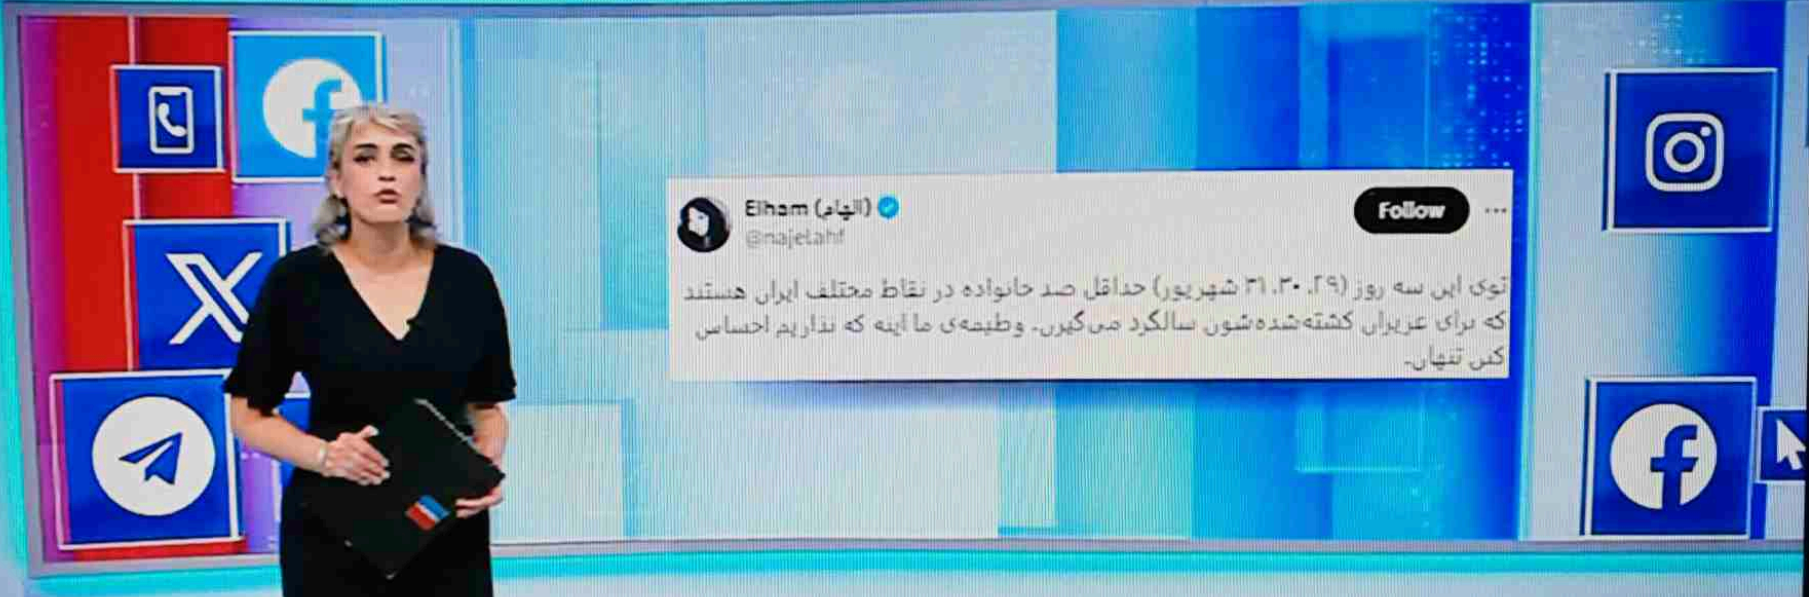 Elham (الهام)
@najelahf
Follow
توی این سه روز (۲۹، ۳۰، ۳۱ شهریور) حداقل صد خانواده در نقاط مختلف ایران هستند
که برای عزیزان کشته‌شده‌شون سالگرد می‌گیرن. وظیفه‌ی ما اینه که نذاریم احساس
کنن تنهان.